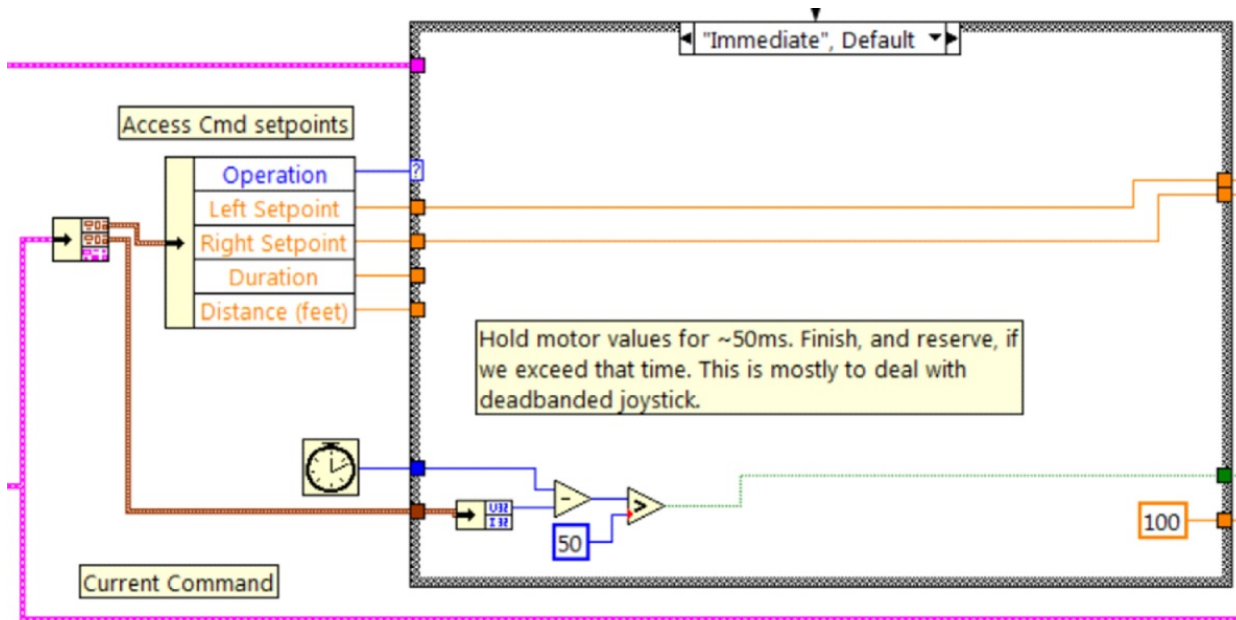 "Immediate", Default
Access Cmd setpoints
Operation
Left Setpoint
Right Setpoint
Duration
Distance (feet)
Hold motor values for ~50ms. Finish, and reserve, if
we exceed that time. This is mostly to deal with
deadbanded joystick.
?
U32
I32
-
>
50
100
Current Command